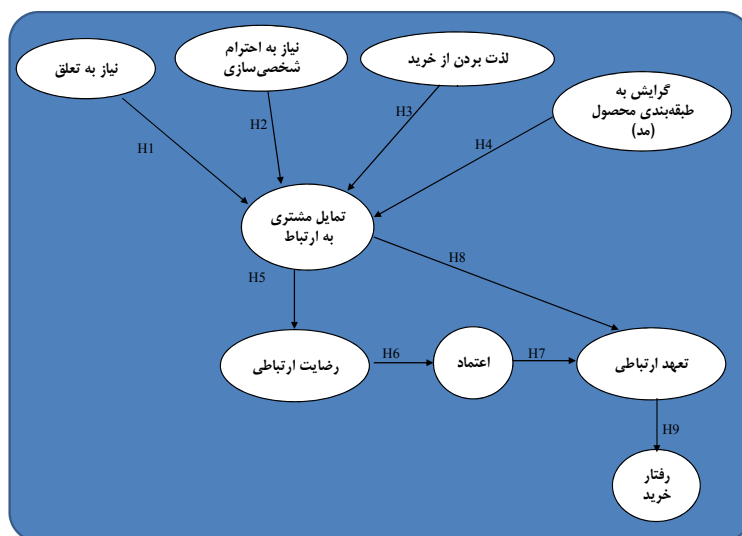 نیاز به تعلق
نیاز به احترام
شخصی‌سازی
لذت بردن از خرید
گرایش به
طبقه‌بندی محصول
(مد)
H1
H2
H3
H4
تمایل مشتری
به ارتباط
H5
H8
رضایت ارتباطی
H6
اعتماد
H7
تعهد ارتباطی
H9
رفتار
خرید